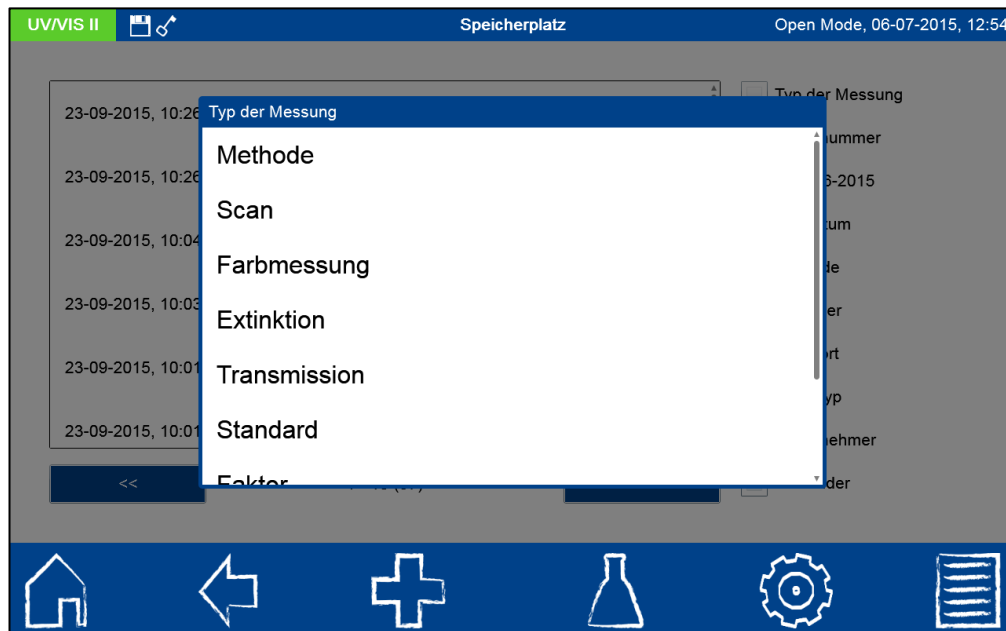 UV/VIS II Speicherplatz Open Mode, 06-07-2015, 12:54
Typ der Messung
23-09-2015, 10:26
Typ der Messung
Methode
Scan
23-09-2015, 10:26
Farbmessung
23-09-2015, 10:04
Extinktion
23-09-2015, 10:03
Transmission
23-09-2015, 10:01
Standard
23-09-2015, 10:01
Faktor
<<